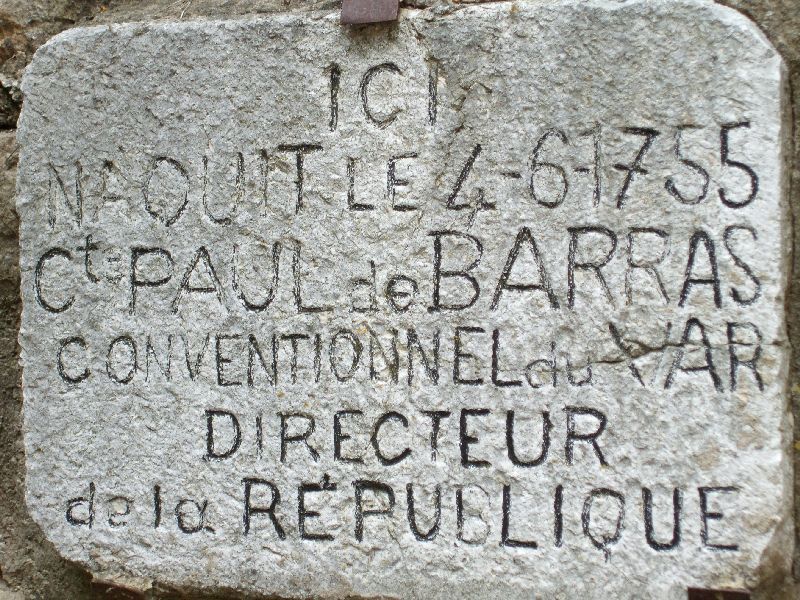 ICI
NAQUIT LE 4-6-1755
Cte PAUL de BARRAS
CONVENTIONNEL du VAR
DIRECTEUR
de la RÉPUBLIQUE